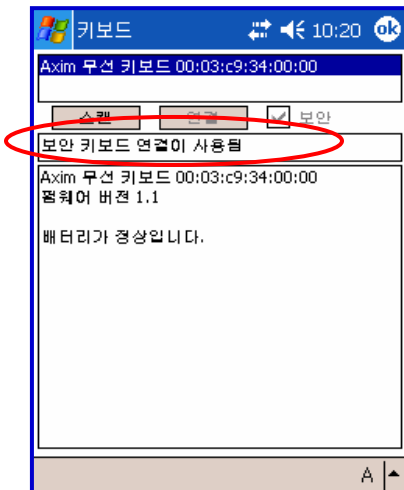 키보드 10:20 ok
Axim 무선 키보드 00:03:c9:34:00:00
스캔 연결 보안
보안 키보드 연결이 사용됨
Axim 무선 키보드 00:03:c9:34:00:00
펌웨어 버전 1.1
배터리가 정상입니다.
A